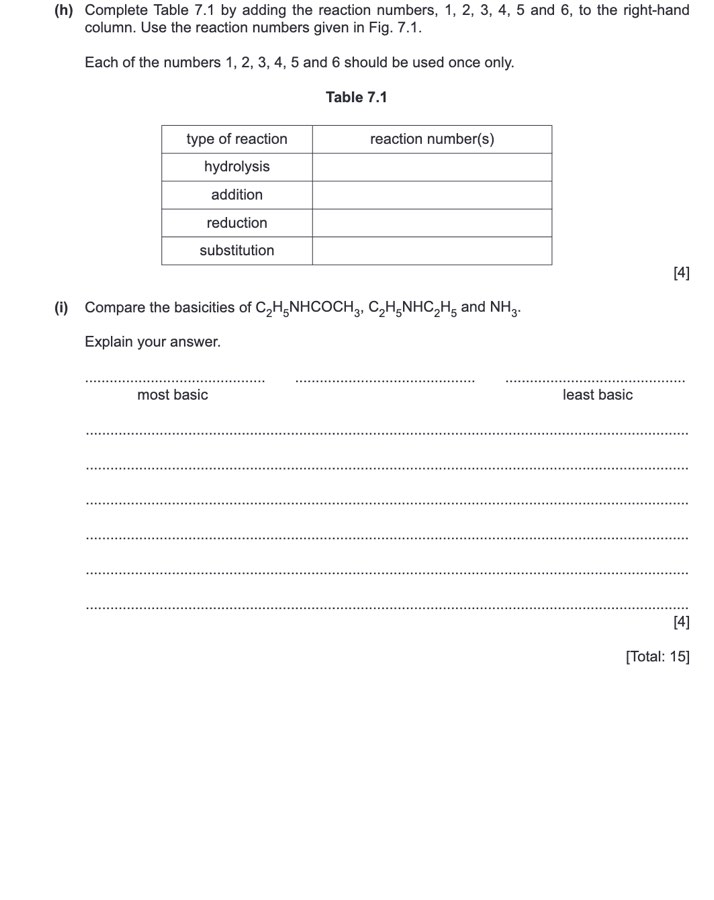 (h) Complete Table 7.1 by adding the reaction numbers, 1, 2, 3, 4, 5 and 6, to the right-hand
column. Use the reaction numbers given in Fig. 7.1.
Each of the numbers 1, 2, 3, 4, 5 and 6 should be used once only.
Table 7.1
type of reaction reaction number(s)
hydrolysis
addition
reduction
substitution
[4]
(i) Compare the basicities of C₂H₅NHCOCH₃, C₂H₅NHC₂H₅ and NH₃.
Explain your answer.
most basic least basic
[4]
[Total: 15]